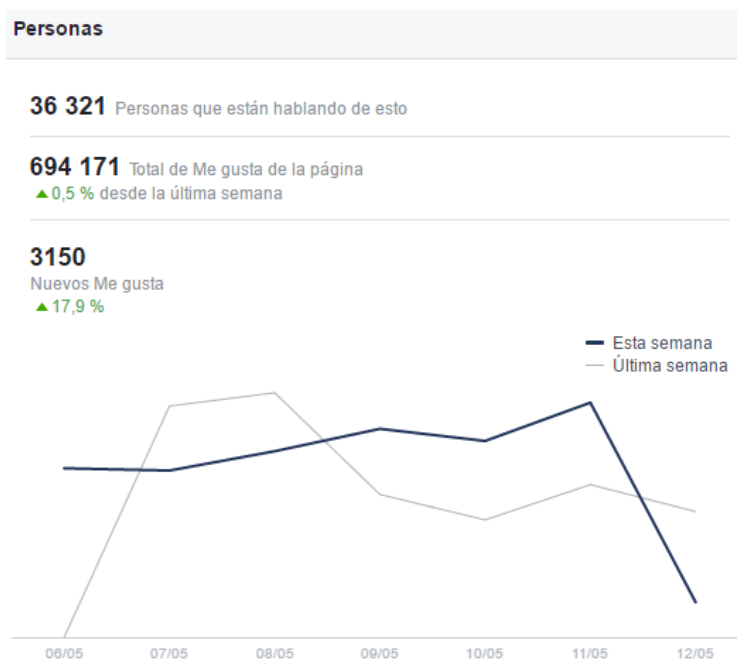 Personas
36 321 Personas que están hablando de esto
694 171 Total de Me gusta de la página
0,5 % desde la última semana
3150
Nuevos Me gusta
17,9 %
Esta semana
Última semana
06/05 07/05 08/05 09/05 10/05 11/05 12/05